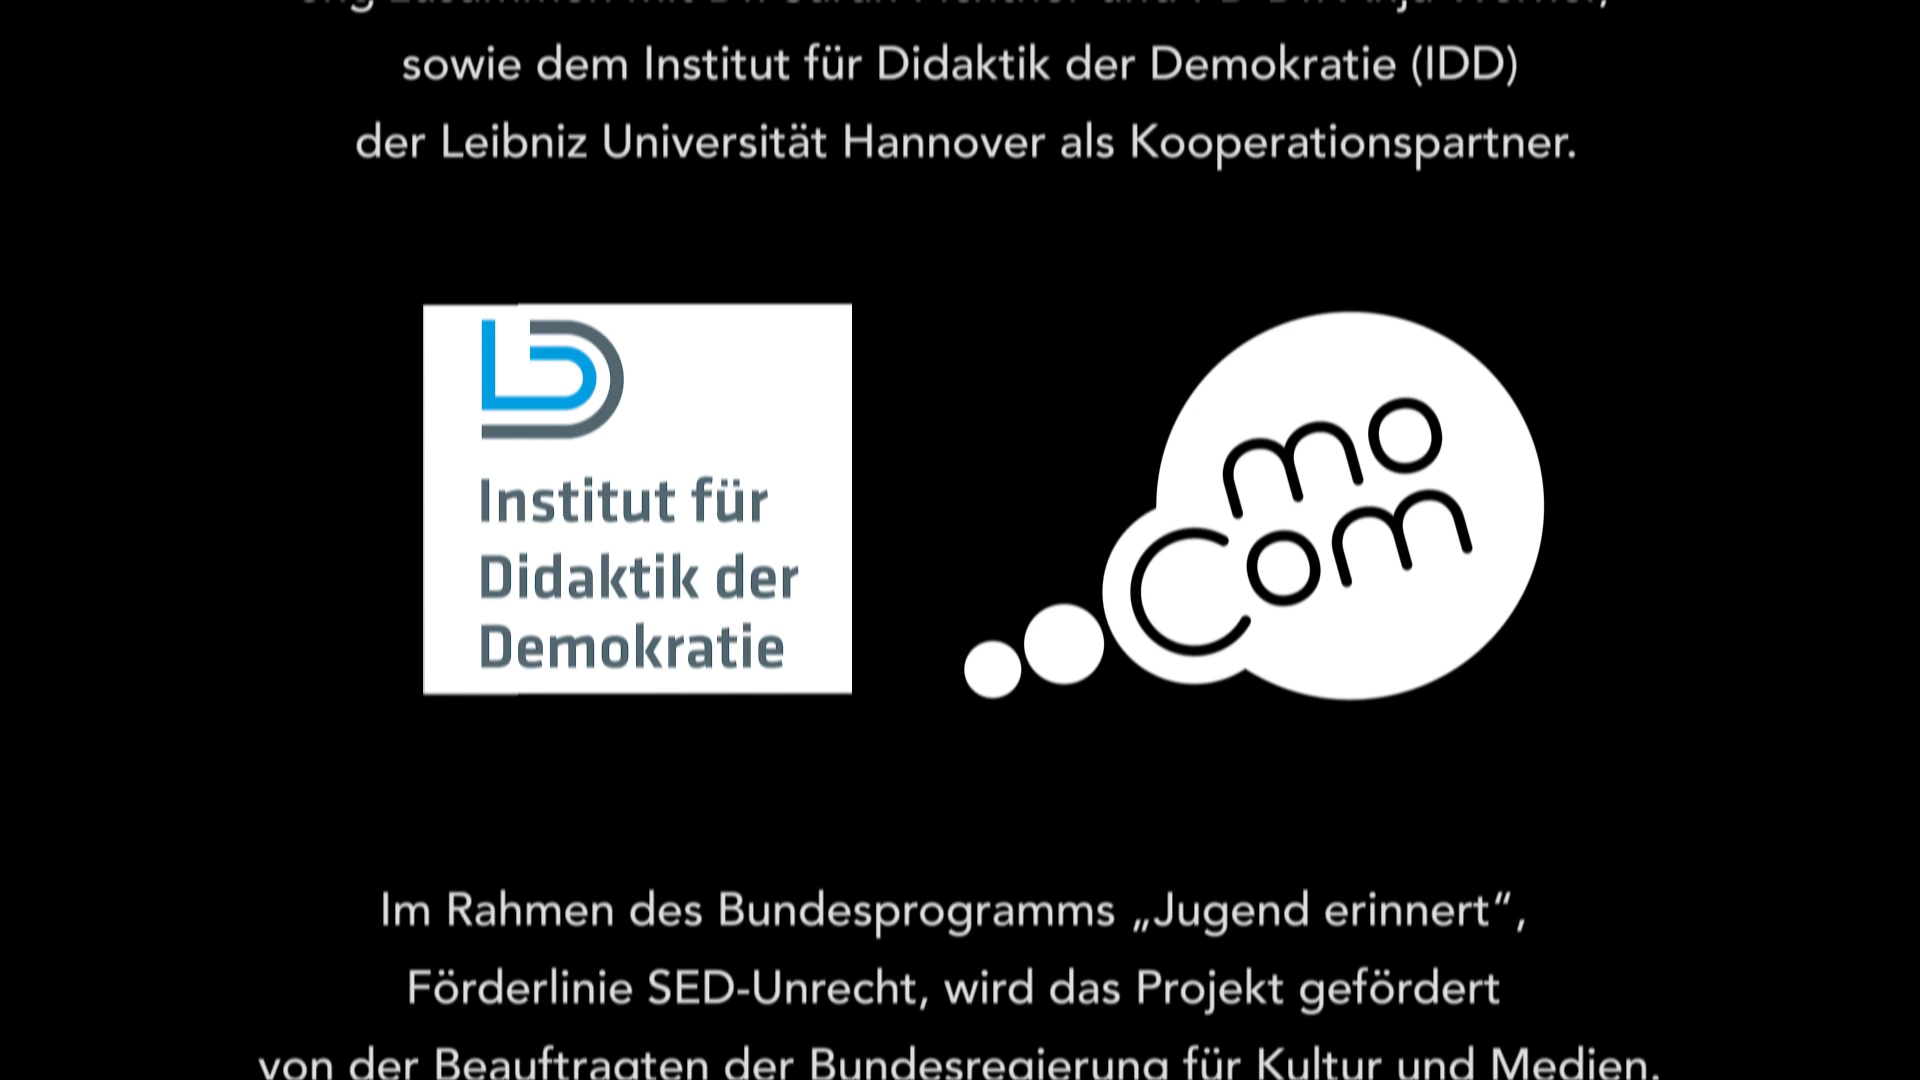 sowie dem Institut für Didaktik der Demokratie (IDD)
der Leibniz Universität Hannover als Kooperationspartner.
Institut für
Didaktik der
Demokratie
mo
Com
Im Rahmen des Bundesprogramms „Jugend erinnert“,
Förderlinie SED-Unrecht, wird das Projekt gefördert
von der Beauftragten der Bundesregierung für Kultur und Medien.